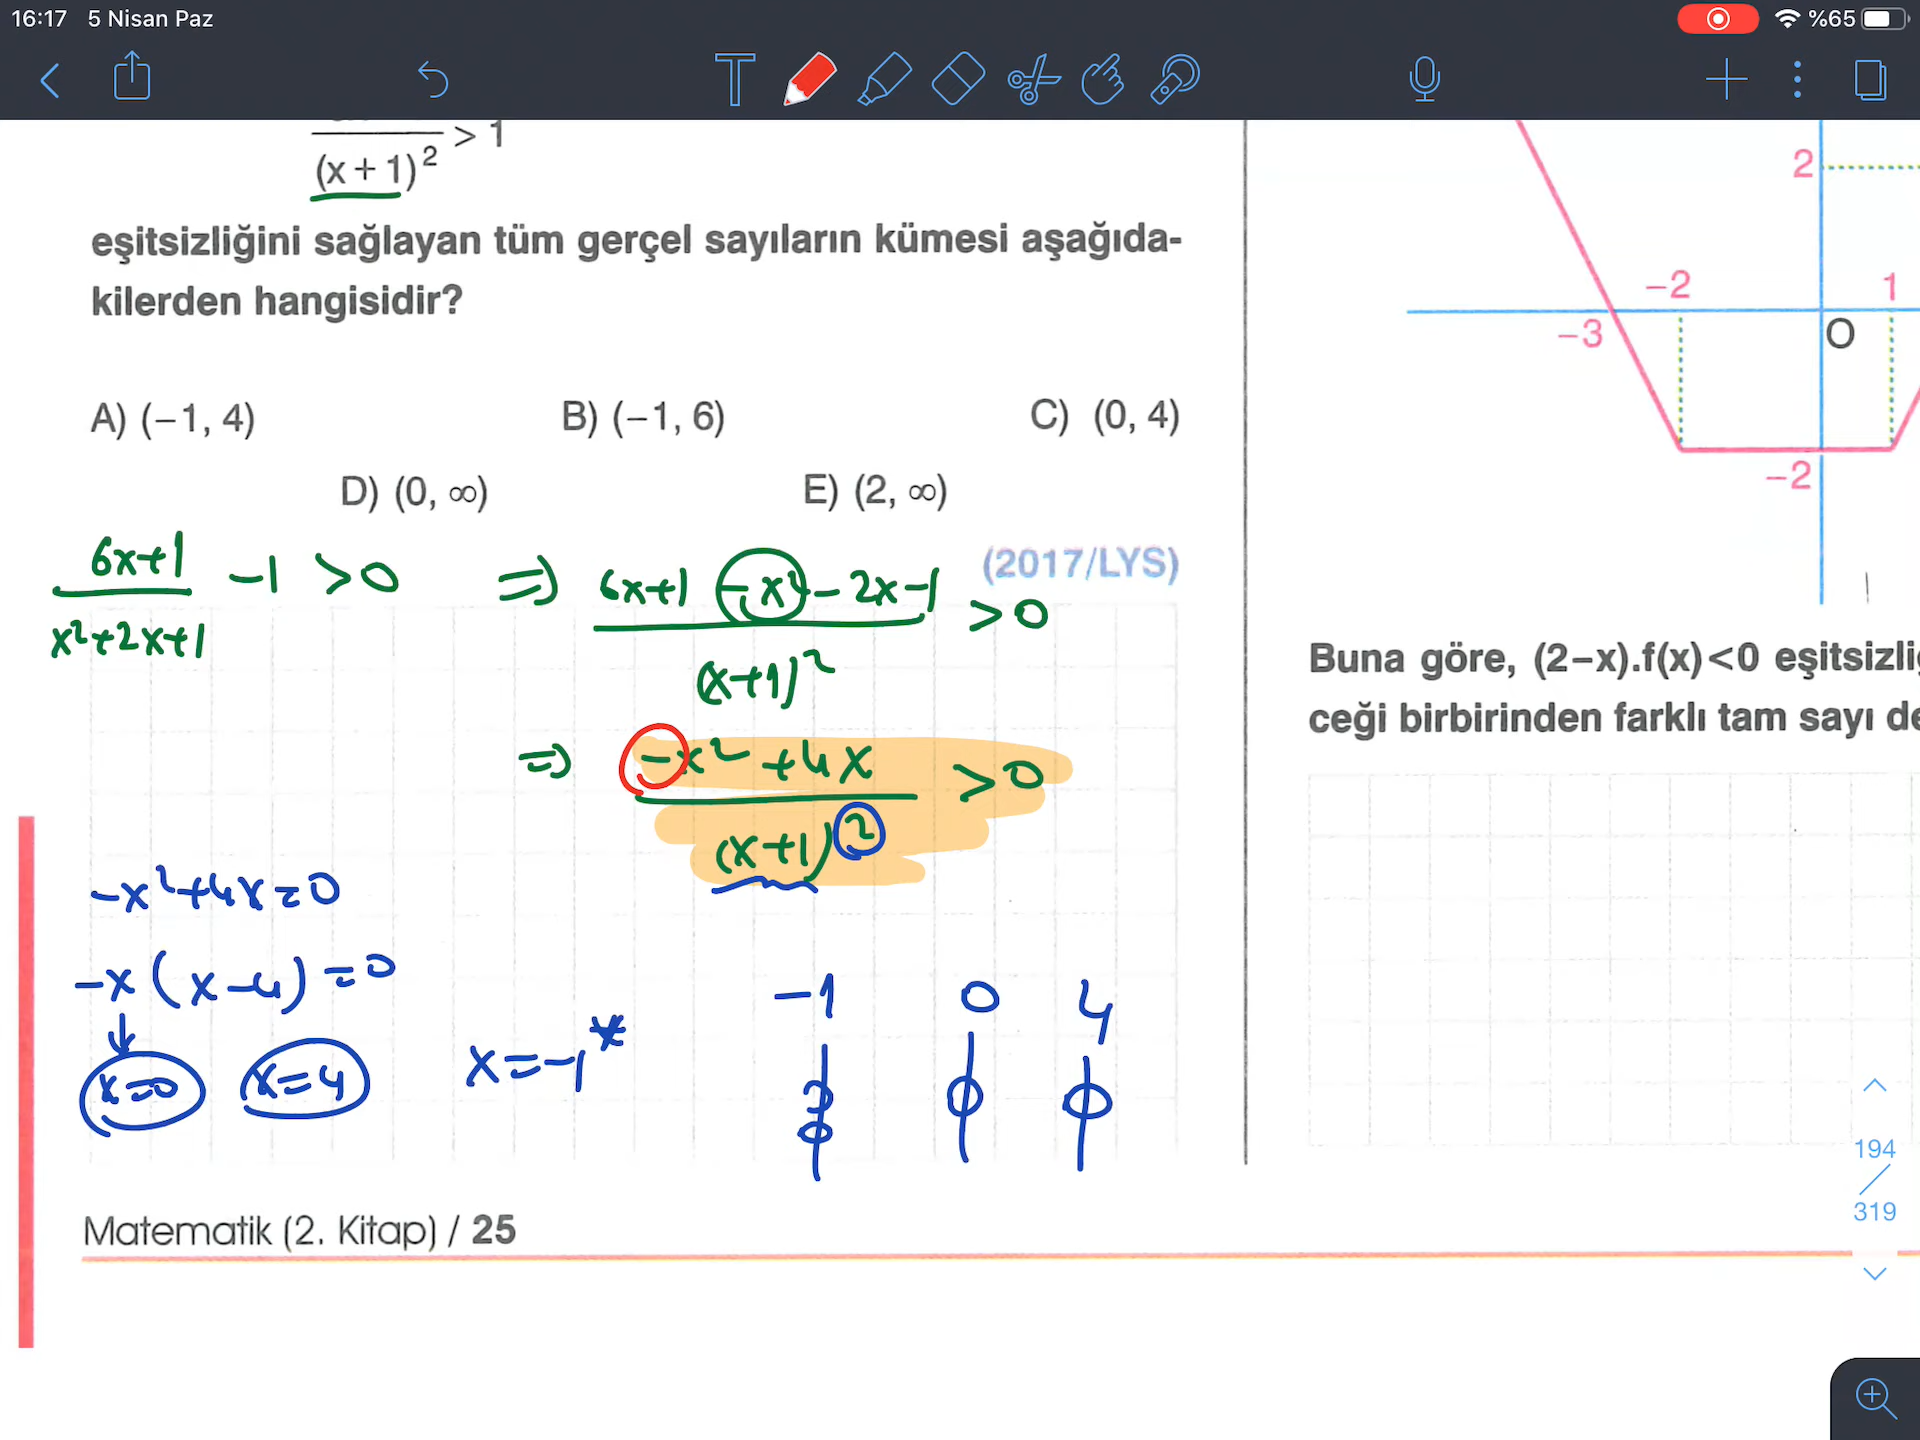 16:17 5 Nisan Paz %65
(x + 1)² > 1
eşitsizliğini sağlayan tüm gerçel sayıların kümesi aşağıda-
kilerden hangisidir?
A) (−1, 4) B) (−1, 6) C) (0, 4)
D) (0, ∞) E) (2, ∞)
(2017/LYS)
6x+1 -1 >0 ⇒ 6x+1 -x² - 2x -1 >0
x²+2x+1
(x+1)²
⇒ -x² +4x >0
(x+1)²
-x²+4x=0
-x(x-4)=0
x=0 x=4 x=-1*
-1 0 4
Matematik (2. Kitap) / 25
2
−2 1
−3 O
−2
Buna göre, (2−x).f(x)<0
ceği birbirinden farklı tam sayı
194
319